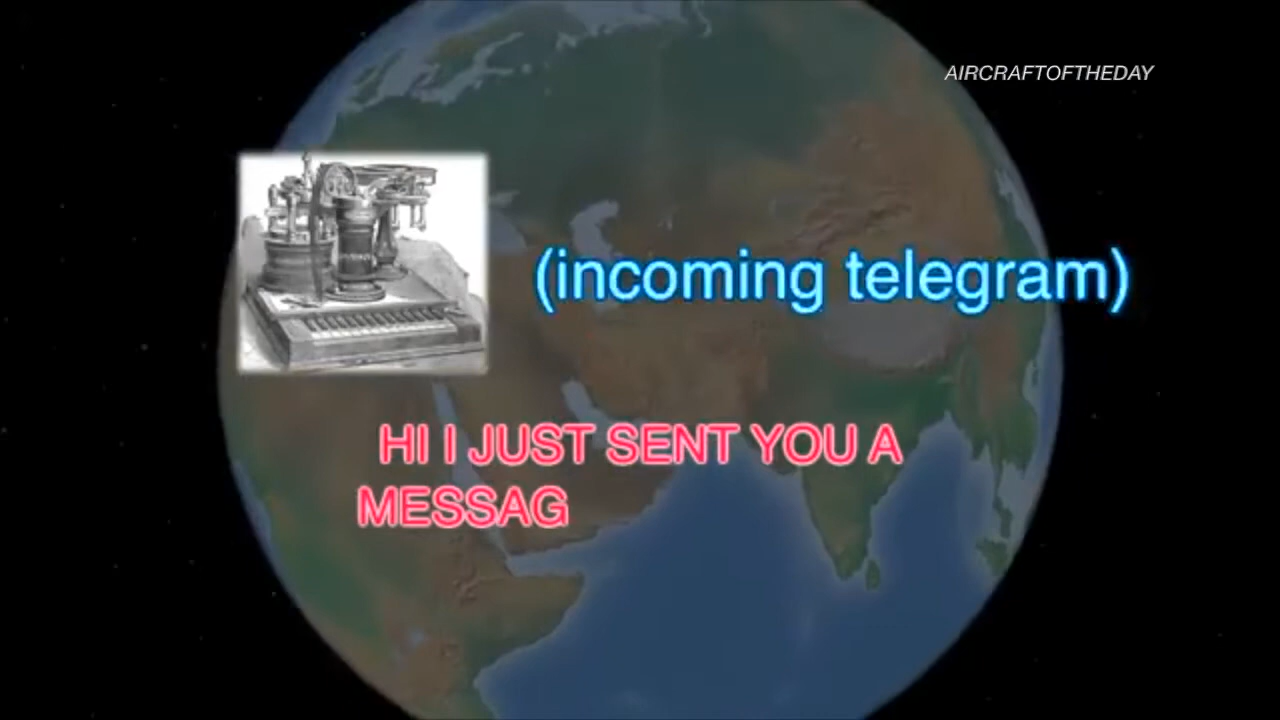 AIRCRAFTOFTHEDAY
(incoming telegram)
HI I JUST SENT YOU A
MESSAG